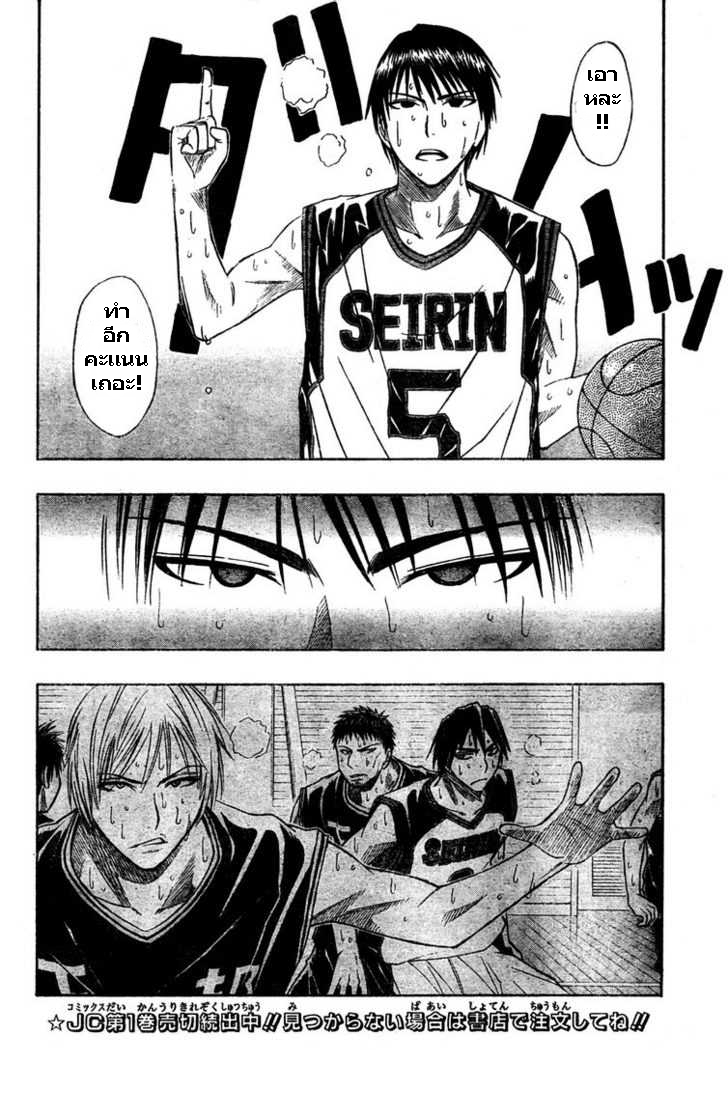 เอา
หละ
!!
ダダダッ!!
ทำ
อีก
คะแนน
เถอะ!
SEIRIN
5
SEIRIN
コミックスだい かんうりきれぞくしゅつちゅう み ばあい しょてん ちゅうもん
☆JC第1巻売切続出中!!見つからない場合は書店で注文してね!!